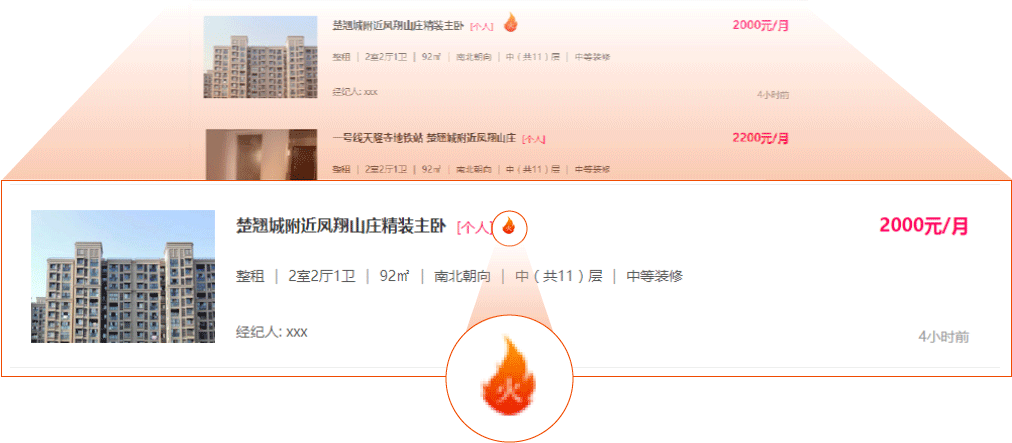 楚翘城附近凤翔山庄精装主卧 [个人]
2000元/月
整租 | 2室2厅1卫 | 92㎡ | 南北朝向 | 中（共11）层 | 中等装修
经纪人: xxx
4小时前
一号线天隆寺地铁站 楚翘城附近凤翔山庄 [个人]
2200元/月
整租 | 2室2厅1卫 | 92㎡ | 南北朝向 | 中（共11）层 | 中等装修
楚翘城附近凤翔山庄精装主卧 [个人]
2000元/月
整租 | 2室2厅1卫 | 92㎡ | 南北朝向 | 中（共11）层 | 中等装修
经纪人: xxx
4小时前
火